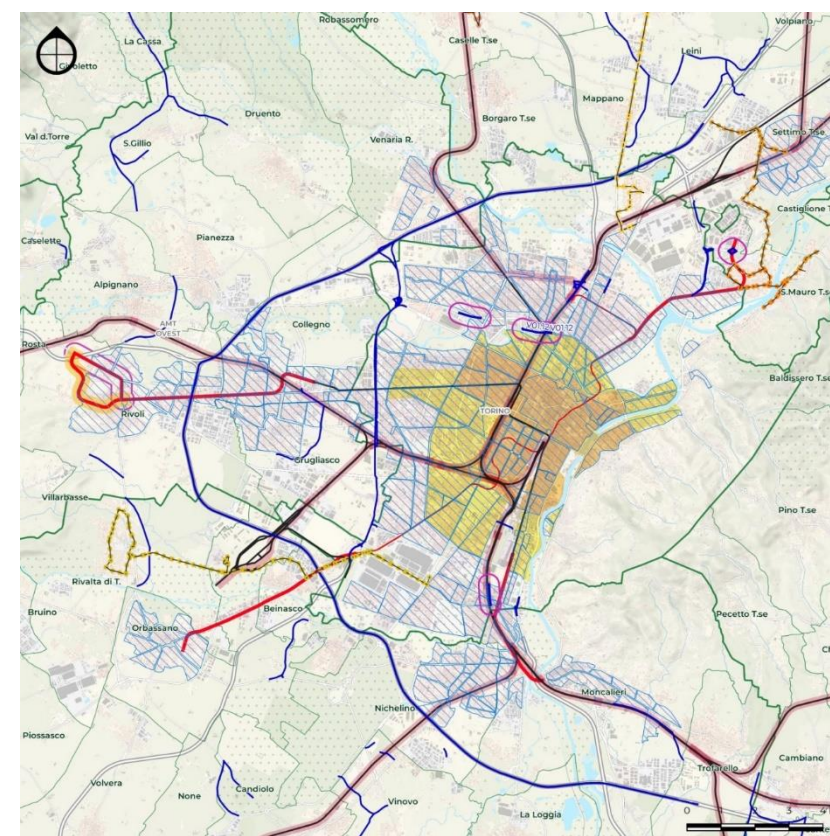 Robassomero
Volpiano
La Cassa
Caselle T.se
Leini
Mappano
Druento
Borgaro T.se
Val d.Torre
S.Gillio
Venaria R.
Settimo T.se
Castiglione T
Pianezza
Caselette
Alpignano
S.Mauro T.se
Collegno
AMT
OVEST
Rosta
Baldissero T.se
Rivoli
TORINO
Grugliasco
Villarbasse
Pino T.se
Rivalta di T.
Beinasco
Bruino
Orbassano
Pecetto T.se
Nichelino
Moncalieri
Piossasco
Trofarello
Cambiano
Volvera
None
Candiolo
Vinovo
La Loggia
0
4